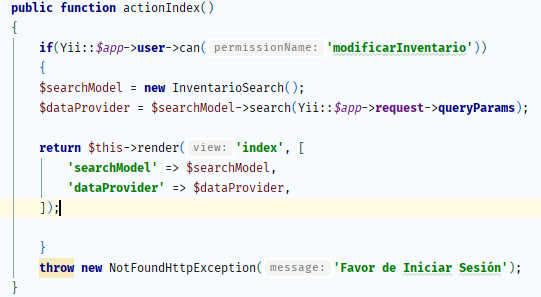 public function actionIndex()
{
if(Yii::$app->user->can( permissionName: 'modificarInventario'))
{
$searchModel = new InventarioSearch();
$dataProvider = $searchModel->search(Yii::$app->request->queryParams);
return $this->render( view: 'index', [
'searchModel' => $searchModel,
'dataProvider' => $dataProvider,
]);
}
throw new NotFoundHttpException( message: 'Favor de Iniciar Sesión');
}